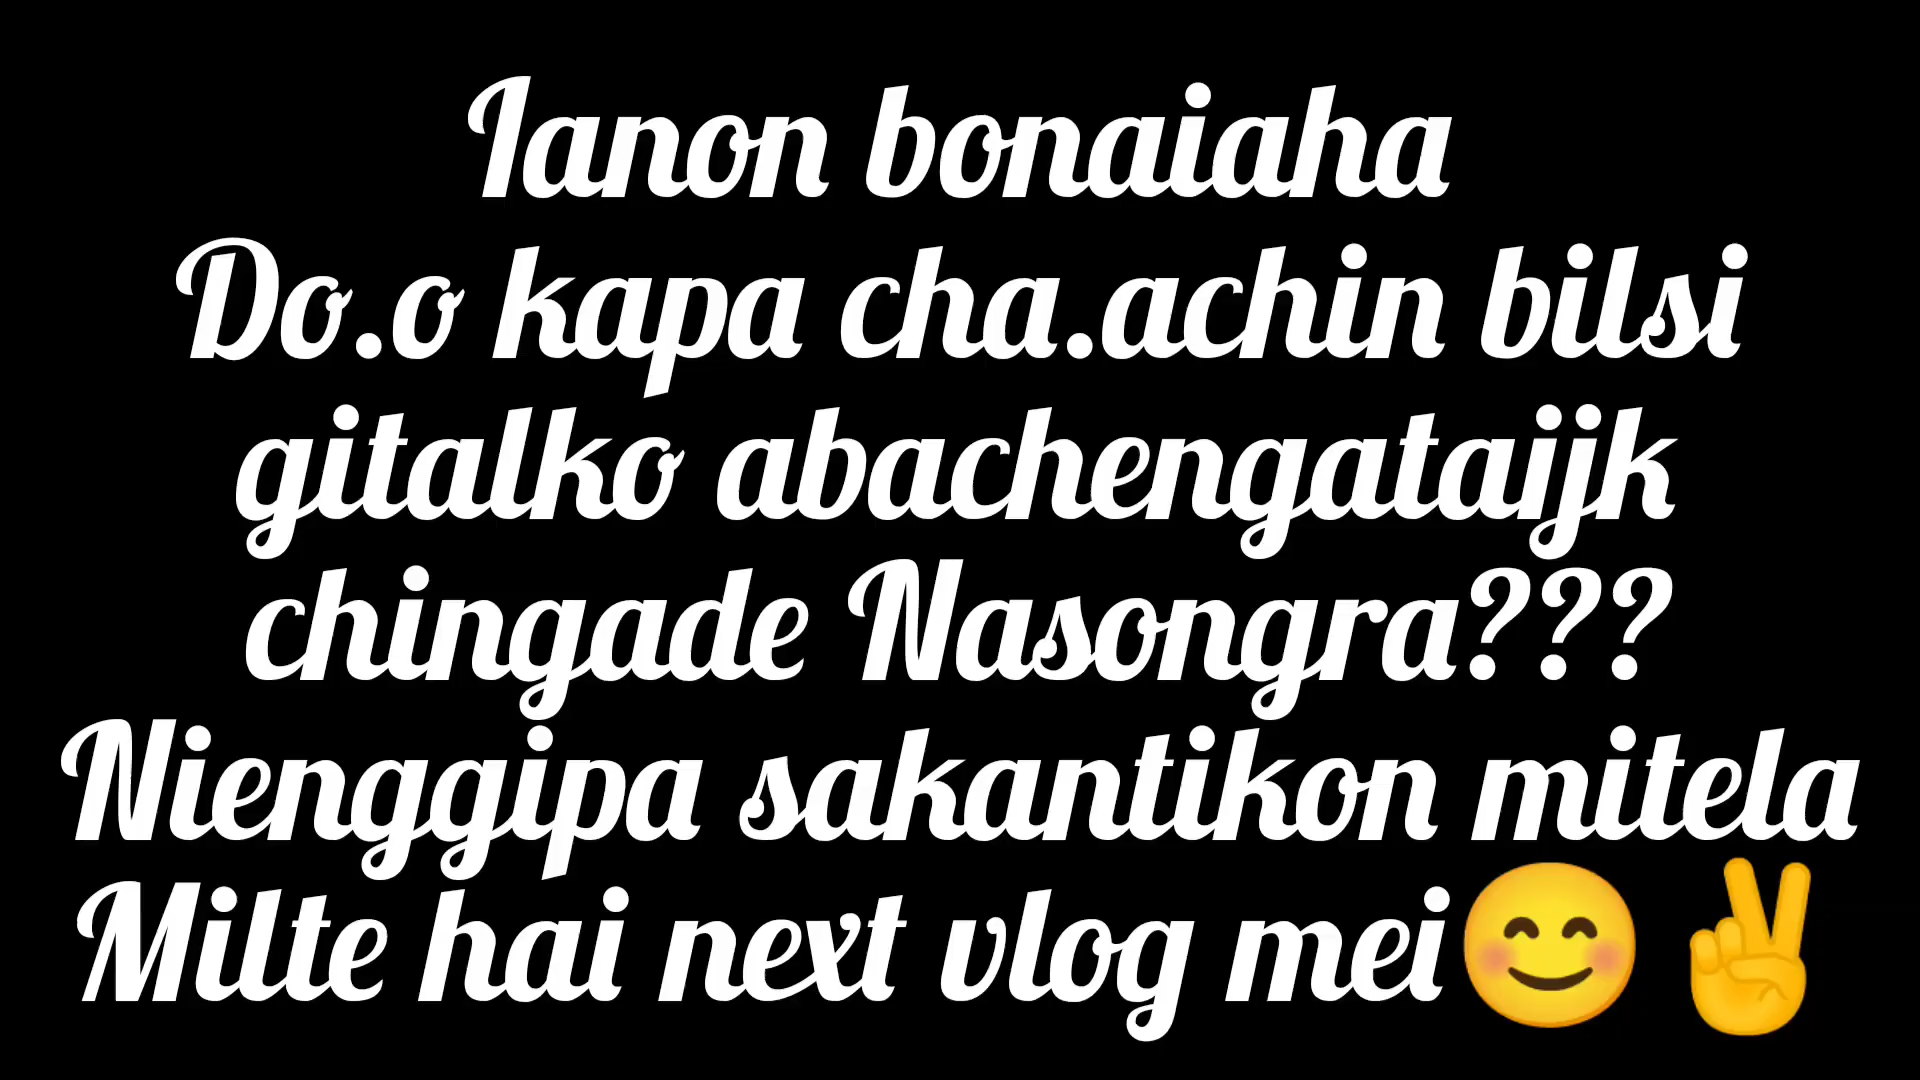 Ianon bonaiaha
Do.o kapa cha.achin bilsi
gitalko abachengataijk
chingade Nasongra???
Nienggipa sakantikon mitela
Milte hai next vlog mei😊✌️